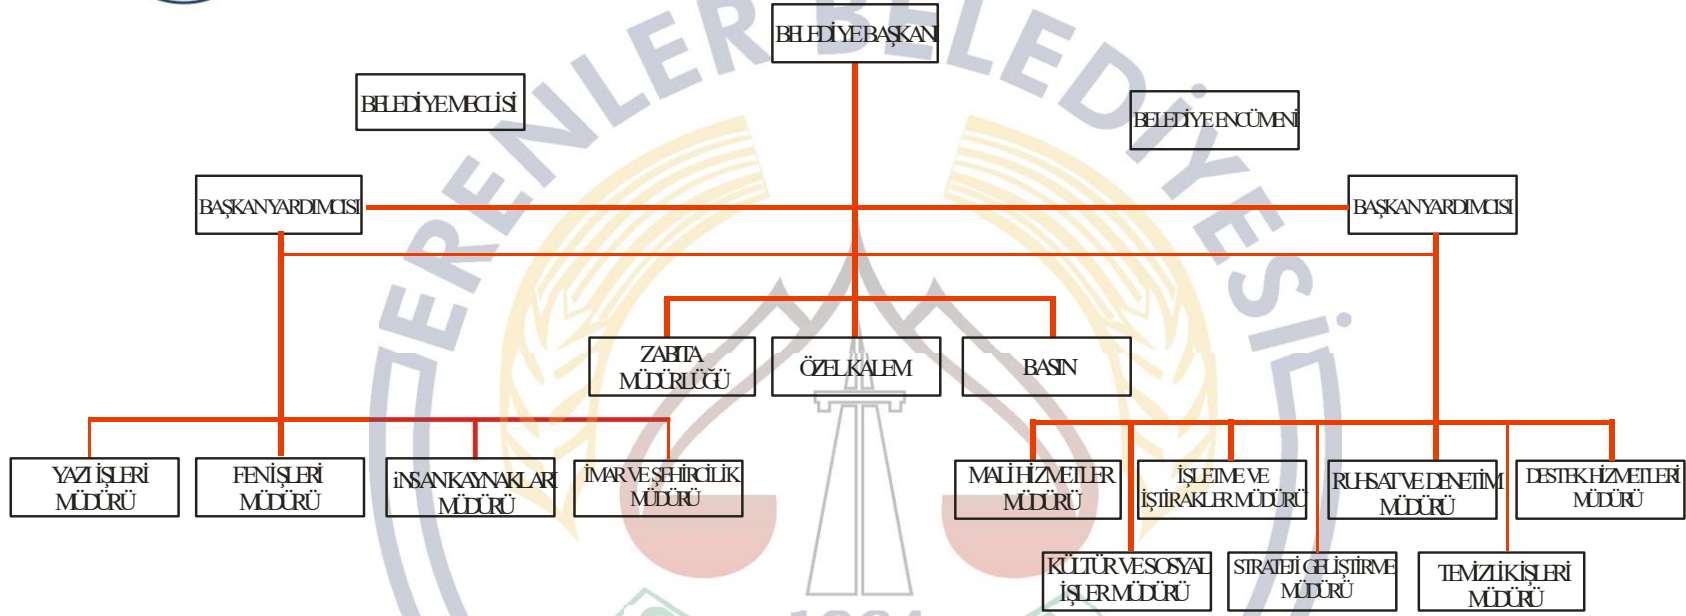 ERENLER BELEDİYESİ
BELEDİYE BAŞKANI
BELEDİYE MECLİSİ
BELEDİYE ENCÜMENİ
BAŞKAN YARDIMCISI
BAŞKAN YARDIMCISI
ZABITA
MÜDÜRLÜĞÜ
ÖZEL KALEM
BASIN
YAZI İŞLERİ
MÜDÜRÜ
FEN İŞLERİ
MÜDÜRÜ
iNSAN KAYNAKLARI
MÜDÜRÜ
İMAR VE ŞEHİRCİLİK
MÜDÜRÜ
MALİ HİZMETLER
MÜDÜRÜ
İŞLETME VE
İŞTİRAKLER MÜDÜRÜ
RUHSAT VE DENETİM
MÜDÜRÜ
DESTEK HİZMETLERİ
MÜDÜRÜ
KÜLTÜR VE SOSYAL
İŞLER MÜDÜRÜ
STRATEJİ GELİŞTİRME
MÜDÜRÜ
TEMİZLİK İŞLERİ
MÜDÜRÜ